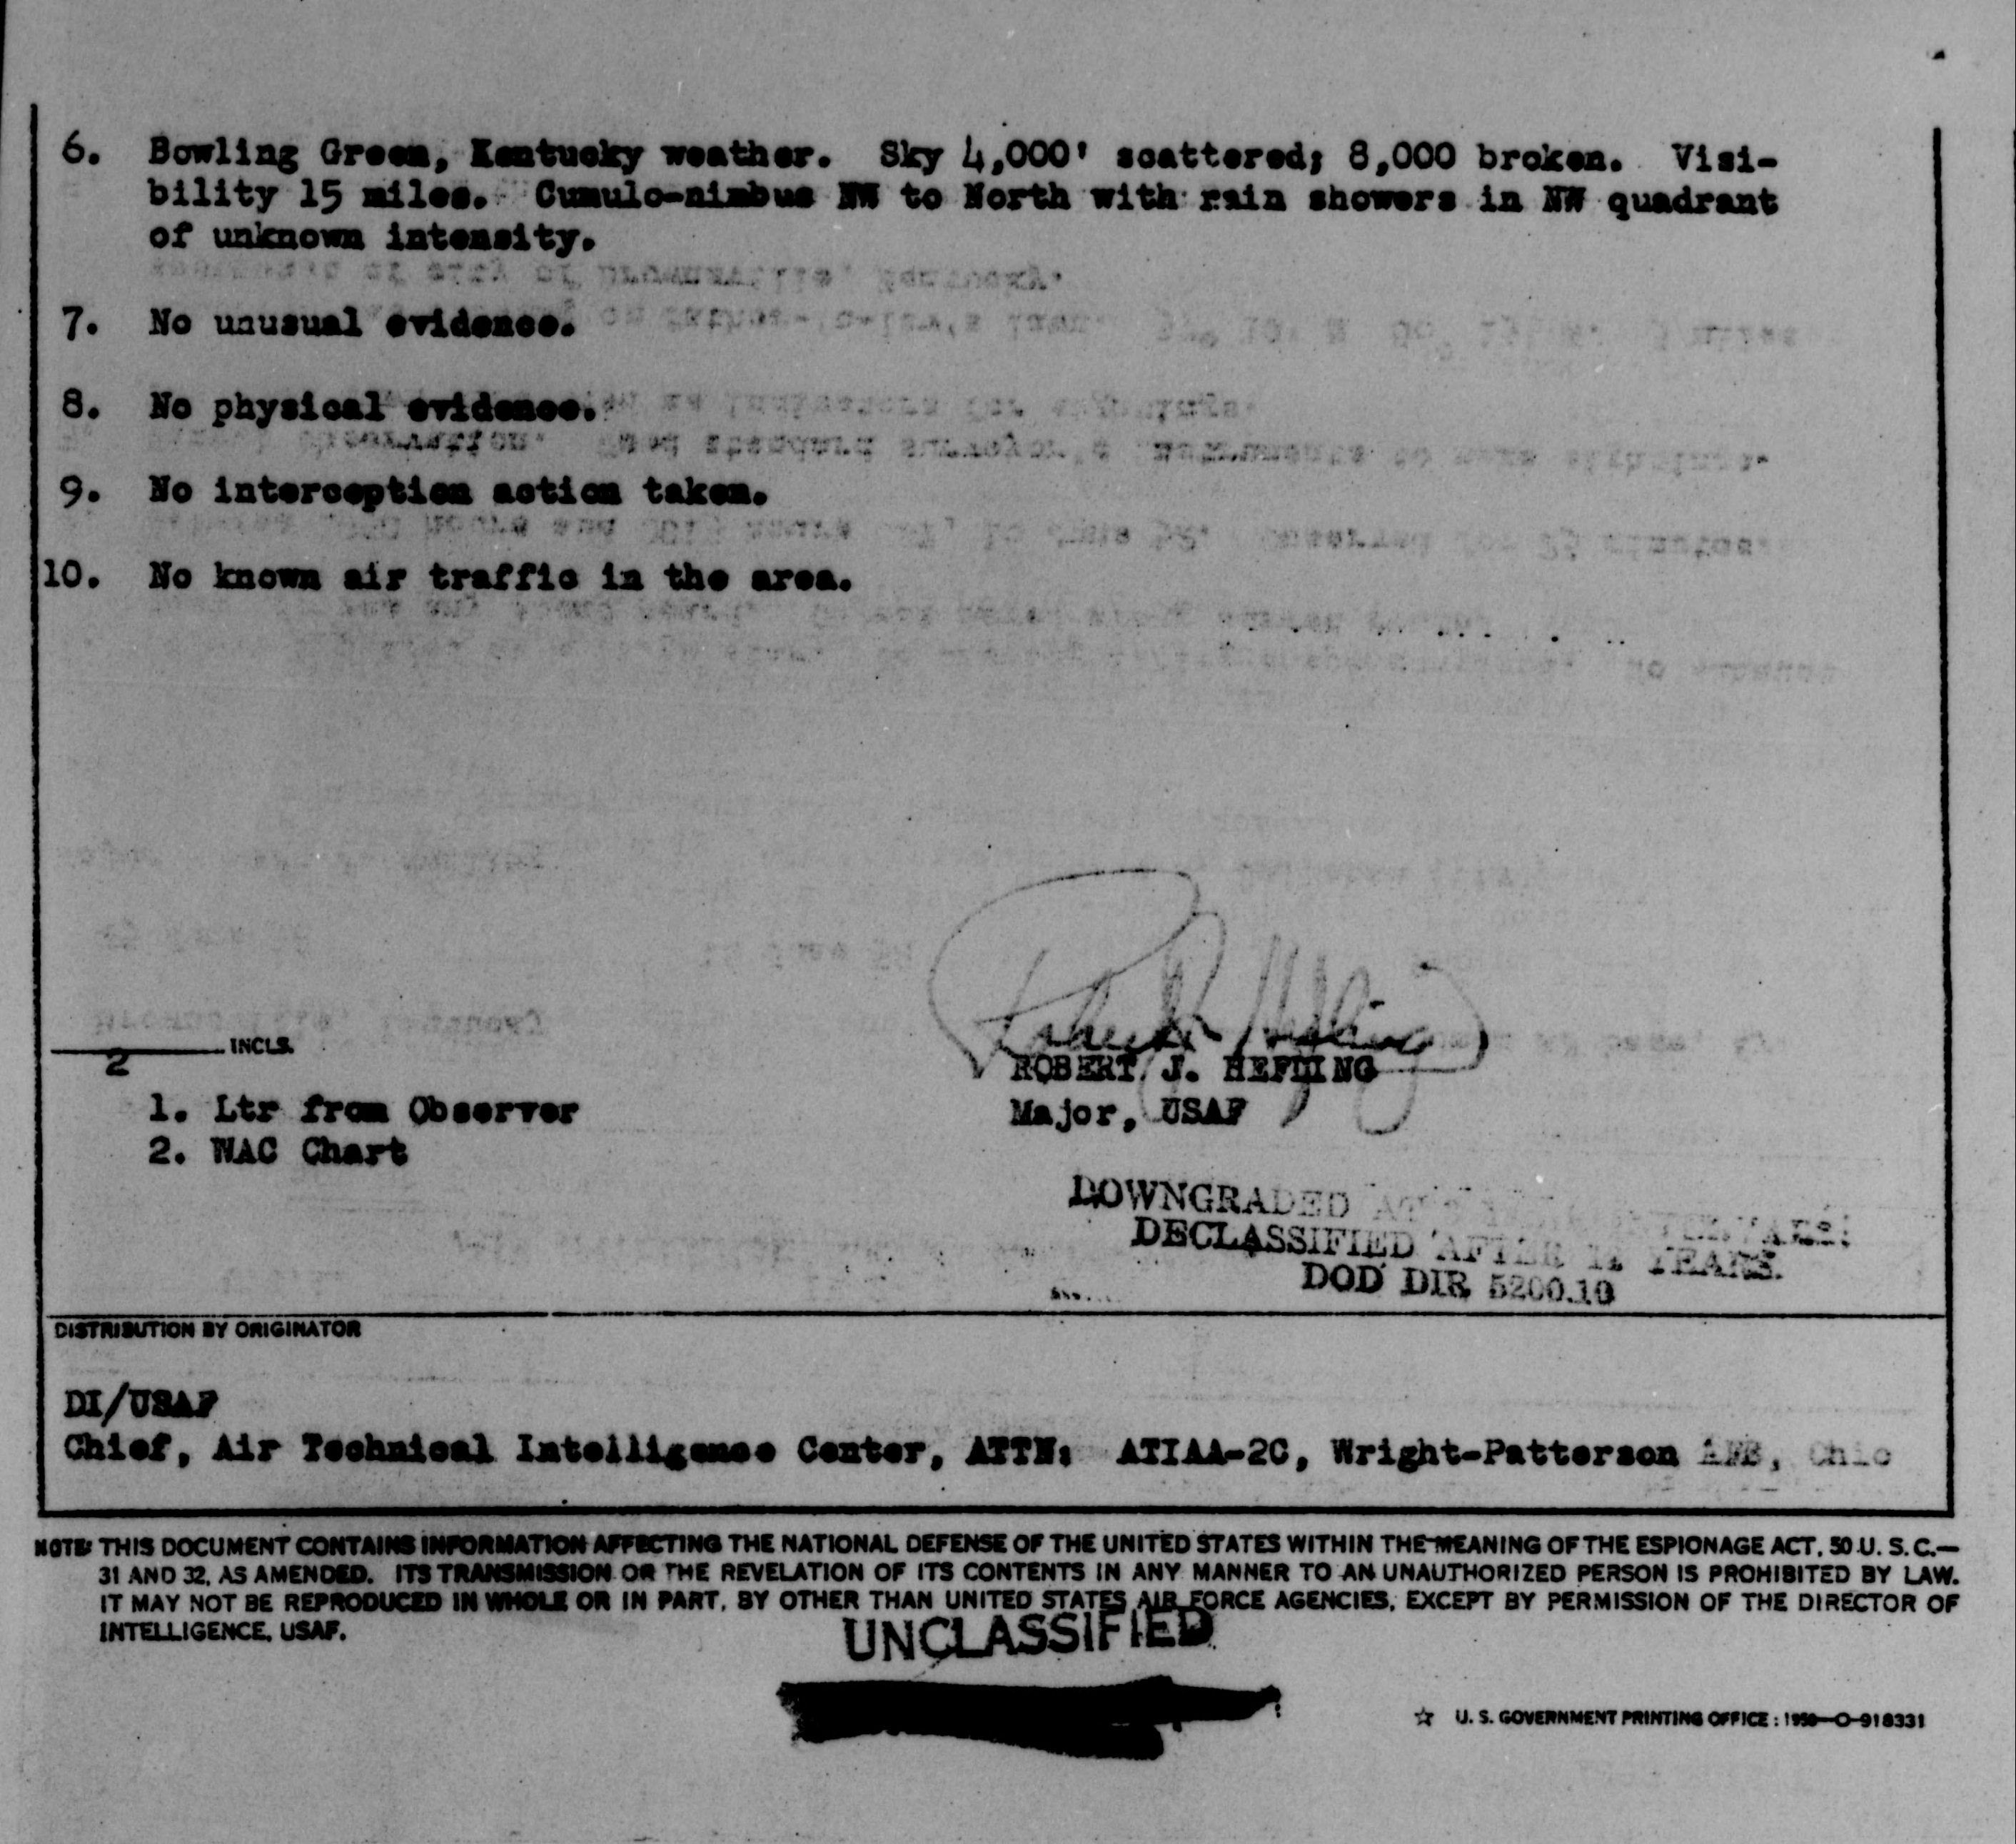 6. Bowling Green, Kentucky weather. Sky 4,000' scattered; 8,000 broken. Visi-
bility 15 miles. Cumulo-nimbus NW to North with rain showers in NW quadrant
of unknown intensity.
7. No unusual evidence.
8. No physical evidence.
9. No interception action taken.
10. No known air traffic in the area.
2 INCLS.
1. Ltr from Observer
2. WAC Chart
ROBERT J. HEFLING
Major, USAF
DOWNGRADED AT
DECLASSIFIED AFTER 12 YEARS.
DOD DIR 5200.10
DISTRIBUTION BY ORIGINATOR
DI/USAF
Chief, Air Technical Intelligence Center, ATTN: ATIAA-2C, Wright-Patterson AFB, Ohio
NOTE: THIS DOCUMENT CONTAINS INFORMATION AFFECTING THE NATIONAL DEFENSE OF THE UNITED STATES WITHIN THE MEANING OF THE ESPIONAGE ACT, 50 U. S. C.—
31 AND 32, AS AMENDED. ITS TRANSMISSION OR THE REVELATION OF ITS CONTENTS IN ANY MANNER TO AN UNAUTHORIZED PERSON IS PROHIBITED BY LAW.
IT MAY NOT BE REPRODUCED IN WHOLE OR IN PART, BY OTHER THAN UNITED STATES AIR FORCE AGENCIES, EXCEPT BY PERMISSION OF THE DIRECTOR OF
INTELLIGENCE, USAF.
UNCLASSIFIED
☆ U. S. GOVERNMENT PRINTING OFFICE : 1950—O-918331